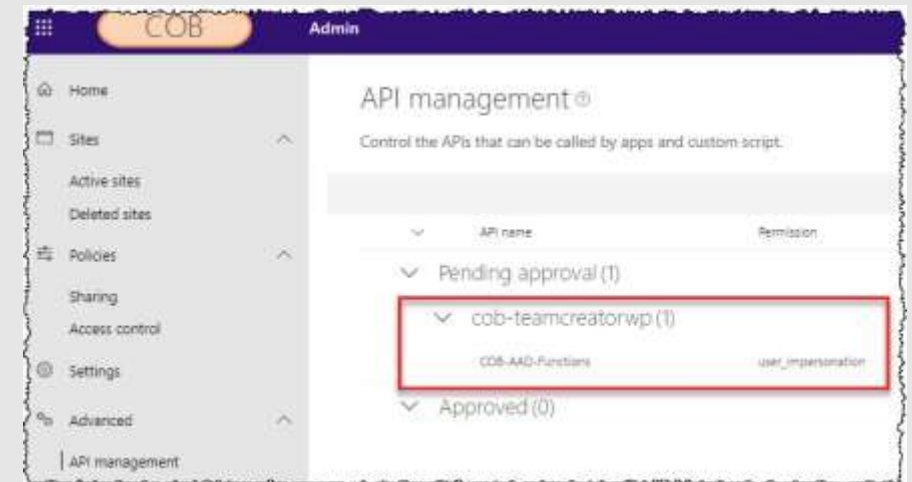 COB
Admin
Home
Sites
Active sites
Deleted sites
Policies
Sharing
Access control
Settings
Advanced
API management
API management
Control the APIs that can be called by apps and custom script.
API name Permission
Pending approval (1)
cob-teamcreatorwp (1)
COB-AAD-Functions user_impersonation
Approved (0)